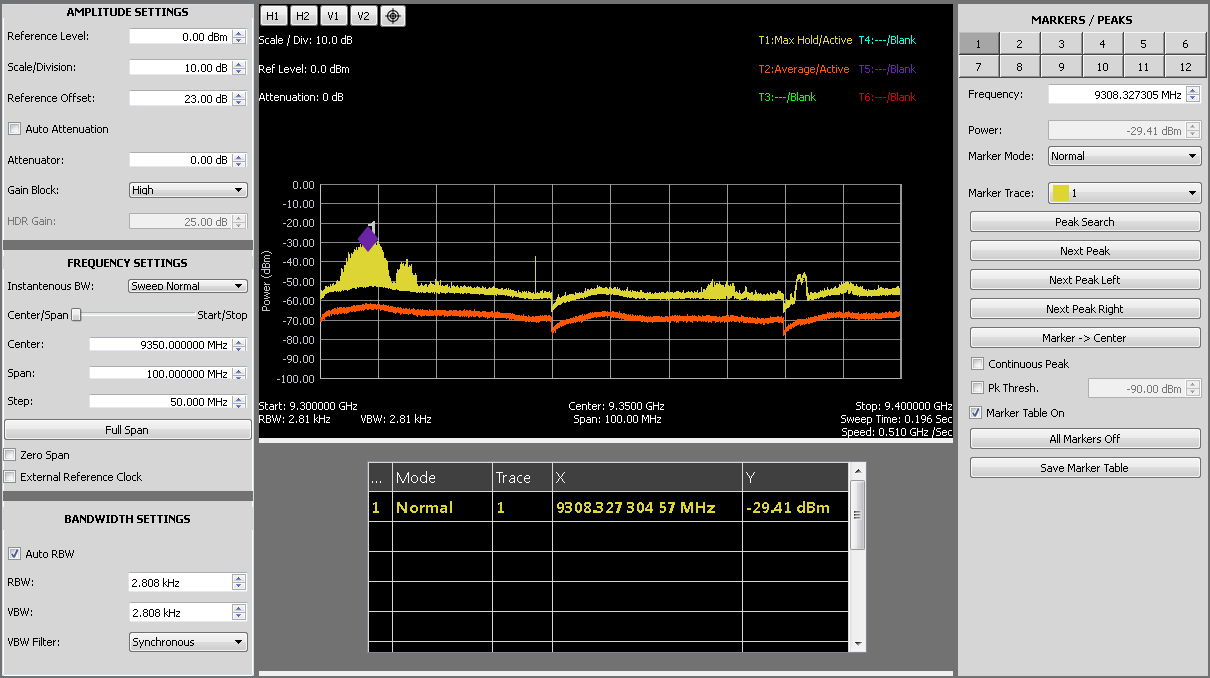 AMPLITUDE SETTINGS
Reference Level: 0.00 dBm
Scale/Division: 10.00 dB
Reference Offset: 23.00 dB
Auto Attenuation
Attenuator: 0.00 dB
Gain Block: High
HDR Gain: 25.00 dB
FREQUENCY SETTINGS
Instantenous BW: Sweep Normal
Center/Span Start/Stop
Center: 9350.000000 MHz
Span: 100.000000 MHz
Step: 50.000 MHz
Full Span
Zero Span
External Reference Clock
BANDWIDTH SETTINGS
Auto RBW
RBW: 2.808 kHz
VBW: 2.808 kHz
VBW Filter: Synchronous
H1 H2 V1 V2
Scale / Div: 10.0 dB
Ref Level: 0.0 dBm
Attenuation: 0 dB
T1:Max Hold/Active T4:---/Blank
T2:Average/Active T5:---/Blank
T3:---/Blank T6:---/Blank
Power (dBm)
0.00
-10.00
-20.00
-30.00
-40.00
-50.00
-60.00
-70.00
-80.00
-90.00
-100.00
1
Start: 9.300000 GHz Center: 9.3500 GHz Stop: 9.400000 GHz
RBW: 2.81 kHz VBW: 2.81 kHz Span: 100.00 MHz Sweep Time: 0.196 Sec
Speed: 0.510 GHz /Sec
... Mode Trace X Y
1 Normal 1 9308.327 304 57 MHz -29.41 dBm
MARKERS / PEAKS
1 2 3 4 5 6
7 8 9 10 11 12
Frequency: 9308.327305 MHz
Power: -29.41 dBm
Marker Mode: Normal
Marker Trace: 1
Peak Search
Next Peak
Next Peak Left
Next Peak Right
Marker -> Center
Continuous Peak
Pk Thresh. -90.00 dBm
Marker Table On
All Markers Off
Save Marker Table